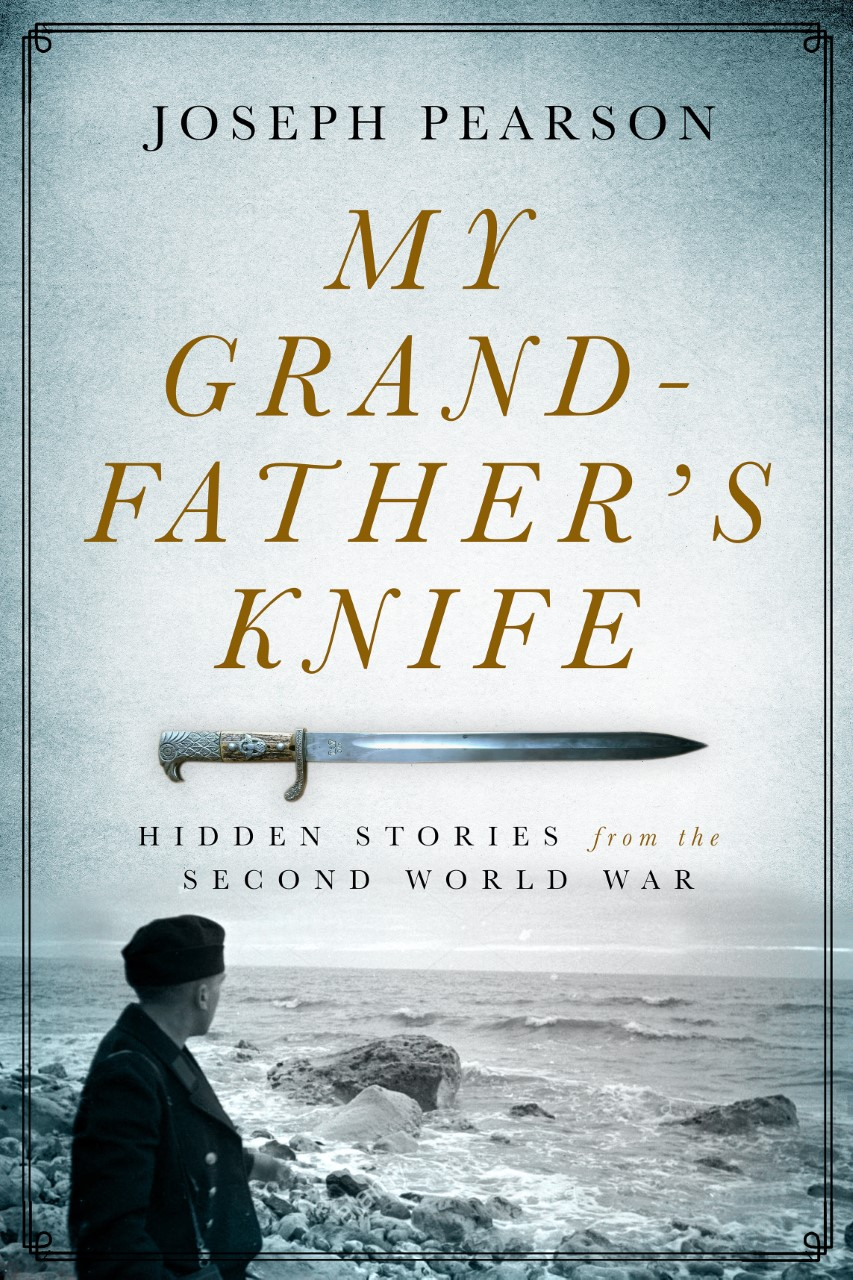 JOSEPH PEARSON
MY
GRAND-
FATHER'S
KNIFE
HIDDEN STORIES from the
SECOND WORLD WAR